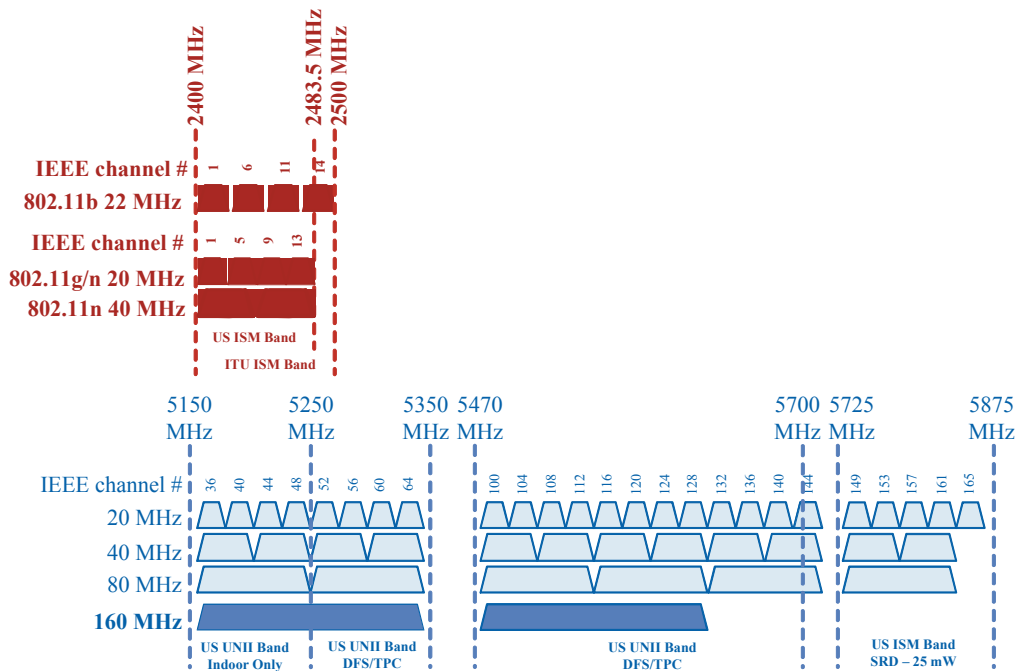 2400 MHz
2483.5 MHz
2500 MHz
IEEE channel #
1 6 11 14
802.11b 22 MHz
IEEE channel #
1 5 9 13
802.11g/n 20 MHz
802.11n 40 MHz
US ISM Band
ITU ISM Band
5150 5250 5350 5470 5700 5725 5875
MHz MHz MHz MHz MHz MHz MHz
IEEE channel #
36 40 44 48 52 56 60 64 100 104 108 112 116 120 124 128 132 136 140 144 149 153 157 161 165
20 MHz
40 MHz
80 MHz
160 MHz
US UNII Band
Indoor Only
US UNII Band
DFS/TPC
US UNII Band
DFS/TPC
US ISM Band
SRD – 25 mW